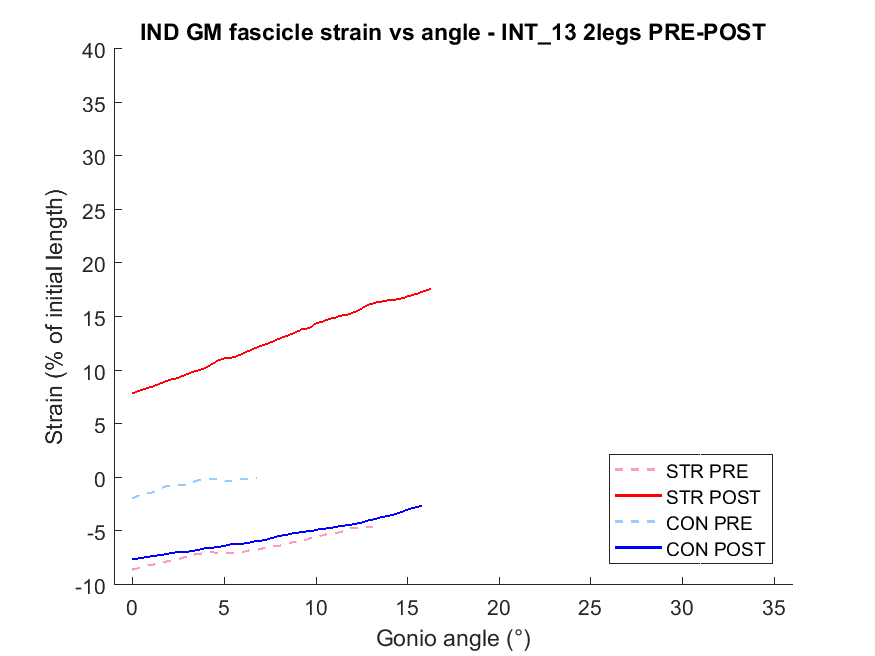 IND GM fascicle strain vs angle - INT_13 2legs PRE-POST
40
35
30
25
20
15
10
5
0
-5
-10
Strain (% of initial length)
0 5 10 15 20 25 30 35
Gonio angle (°)
STR PRE
STR POST
CON PRE
CON POST